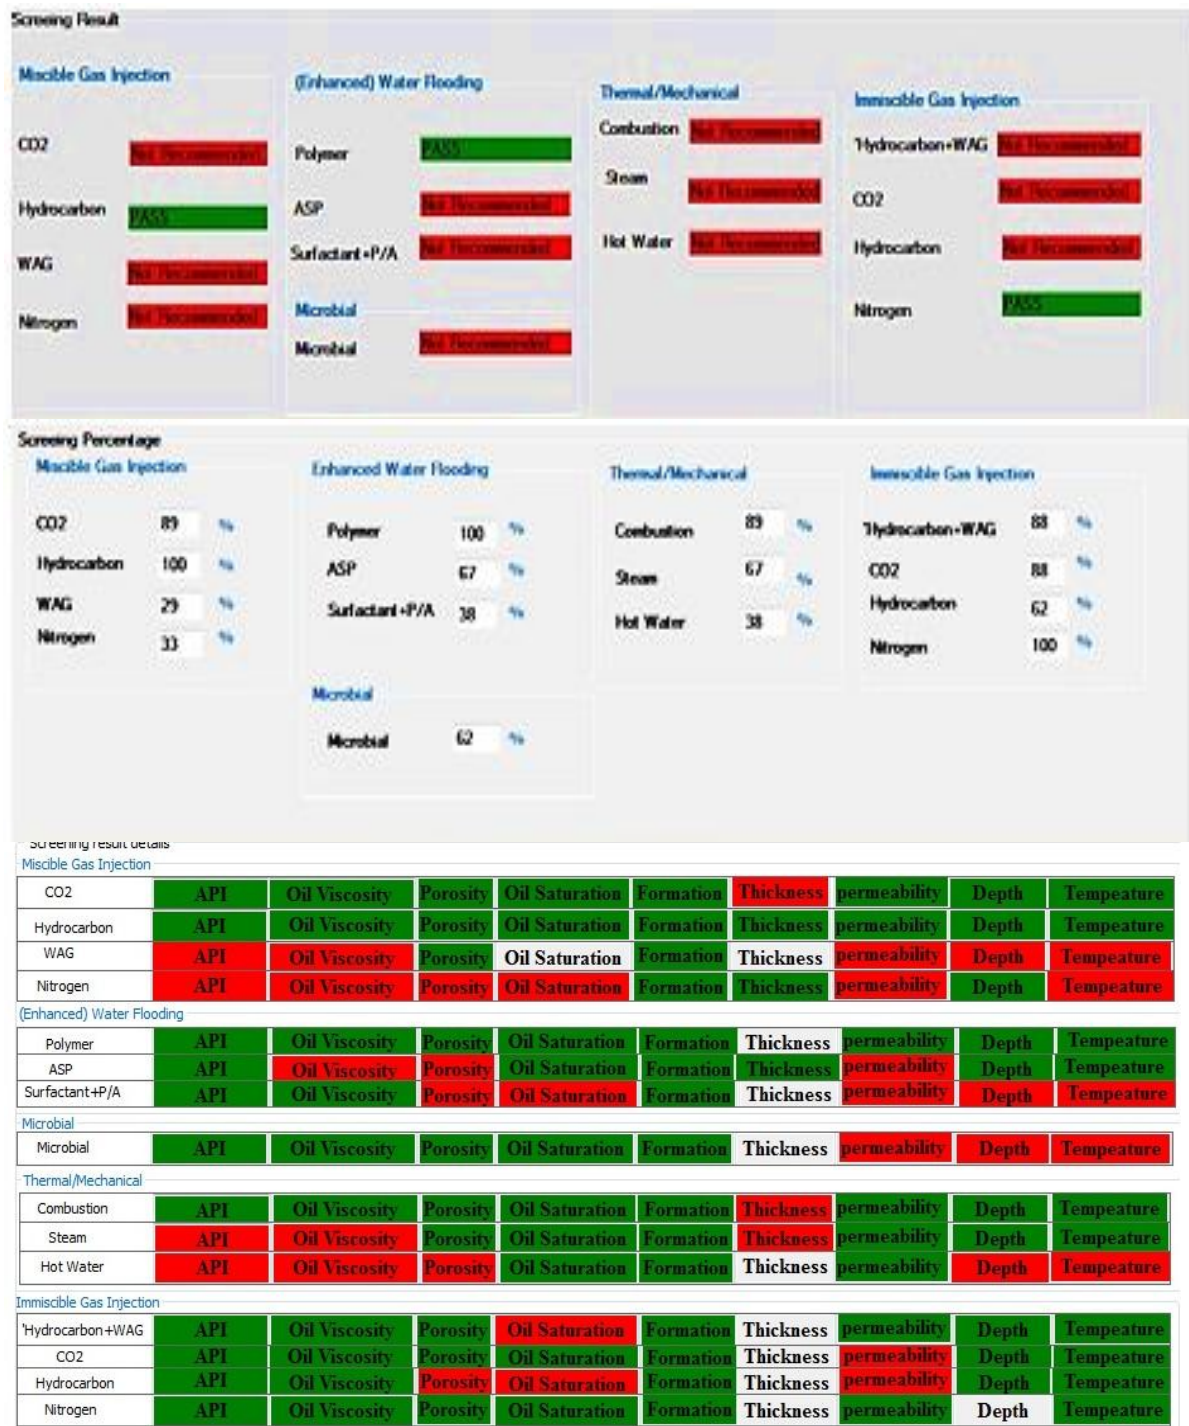 Screeing Result
Miscible Gas Injection
CO2 Not Recommended
Hydrocarbon PASS
WAG Not Recommended
Nitrogen Not Recommended
(Enhanced) Water Flooding
Polymer PASS
ASP Not Recommended
Surfactant+P/A Not Recommended
Microbial
Microbial Not Recommended
Thermal/Mechanical
Combustion Not Recommended
Steam Not Recommended
Hot Water Not Recommended
Immiscible Gas Injection
'Hydrocarbon+WAG Not Recommended
CO2 Not Recommended
Hydrocarbon Not Recommended
Nitrogen PASS
Screeing Percentage
Miscible Gas Injection
CO2 89 %
Hydrocarbon 100 %
WAG 29 %
Nitrogen 33 %
Enhanced Water Flooding
Polymer 100 %
ASP 67 %
Surfactant+P/A 38 %
Microbial
Microbial 62 %
Thermal/Mechanical
Combustion 89 %
Steam 67 %
Hot Water 38 %
Immiscible Gas Injection
'Hydrocarbon+WAG 88 %
CO2 88 %
Hydrocarbon 62 %
Nitrogen 100 %
Screening result details
Miscible Gas Injection
CO2 API Oil Viscosity Porosity Oil Saturation Formation Thickness permeability Depth Tempeature
Hydrocarbon API Oil Viscosity Porosity Oil Saturation Formation Thickness permeability Depth Tempeature
WAG API Oil Viscosity Porosity Oil Saturation Formation Thickness permeability Depth Tempeature
Nitrogen API Oil Viscosity Porosity Oil Saturation Formation Thickness permeability Depth Tempeature
(Enhanced) Water Flooding
Polymer API Oil Viscosity Porosity Oil Saturation Formation Thickness permeability Depth Tempeature
ASP API Oil Viscosity Porosity Oil Saturation Formation Thickness permeability Depth Tempeature
Surfactant+P/A API Oil Viscosity Porosity Oil Saturation Formation Thickness permeability Depth Tempeature
Microbial
Microbial API Oil Viscosity Porosity Oil Saturation Formation Thickness permeability Depth Tempeature
Thermal/Mechanical
Combustion API Oil Viscosity Porosity Oil Saturation Formation Thickness permeability Depth Tempeature
Steam API Oil Viscosity Porosity Oil Saturation Formation Thickness permeability Depth Tempeature
Hot Water API Oil Viscosity Porosity Oil Saturation Formation Thickness permeability Depth Tempeature
Immiscible Gas Injection
'Hydrocarbon+WAG API Oil Viscosity Porosity Oil Saturation Formation Thickness permeability Depth Tempeature
CO2 API Oil Viscosity Porosity Oil Saturation Formation Thickness permeability Depth Tempeature
Hydrocarbon API Oil Viscosity Porosity Oil Saturation Formation Thickness permeability Depth Tempeature
Nitrogen API Oil Viscosity Porosity Oil Saturation Formation Thickness permeability Depth Tempeature